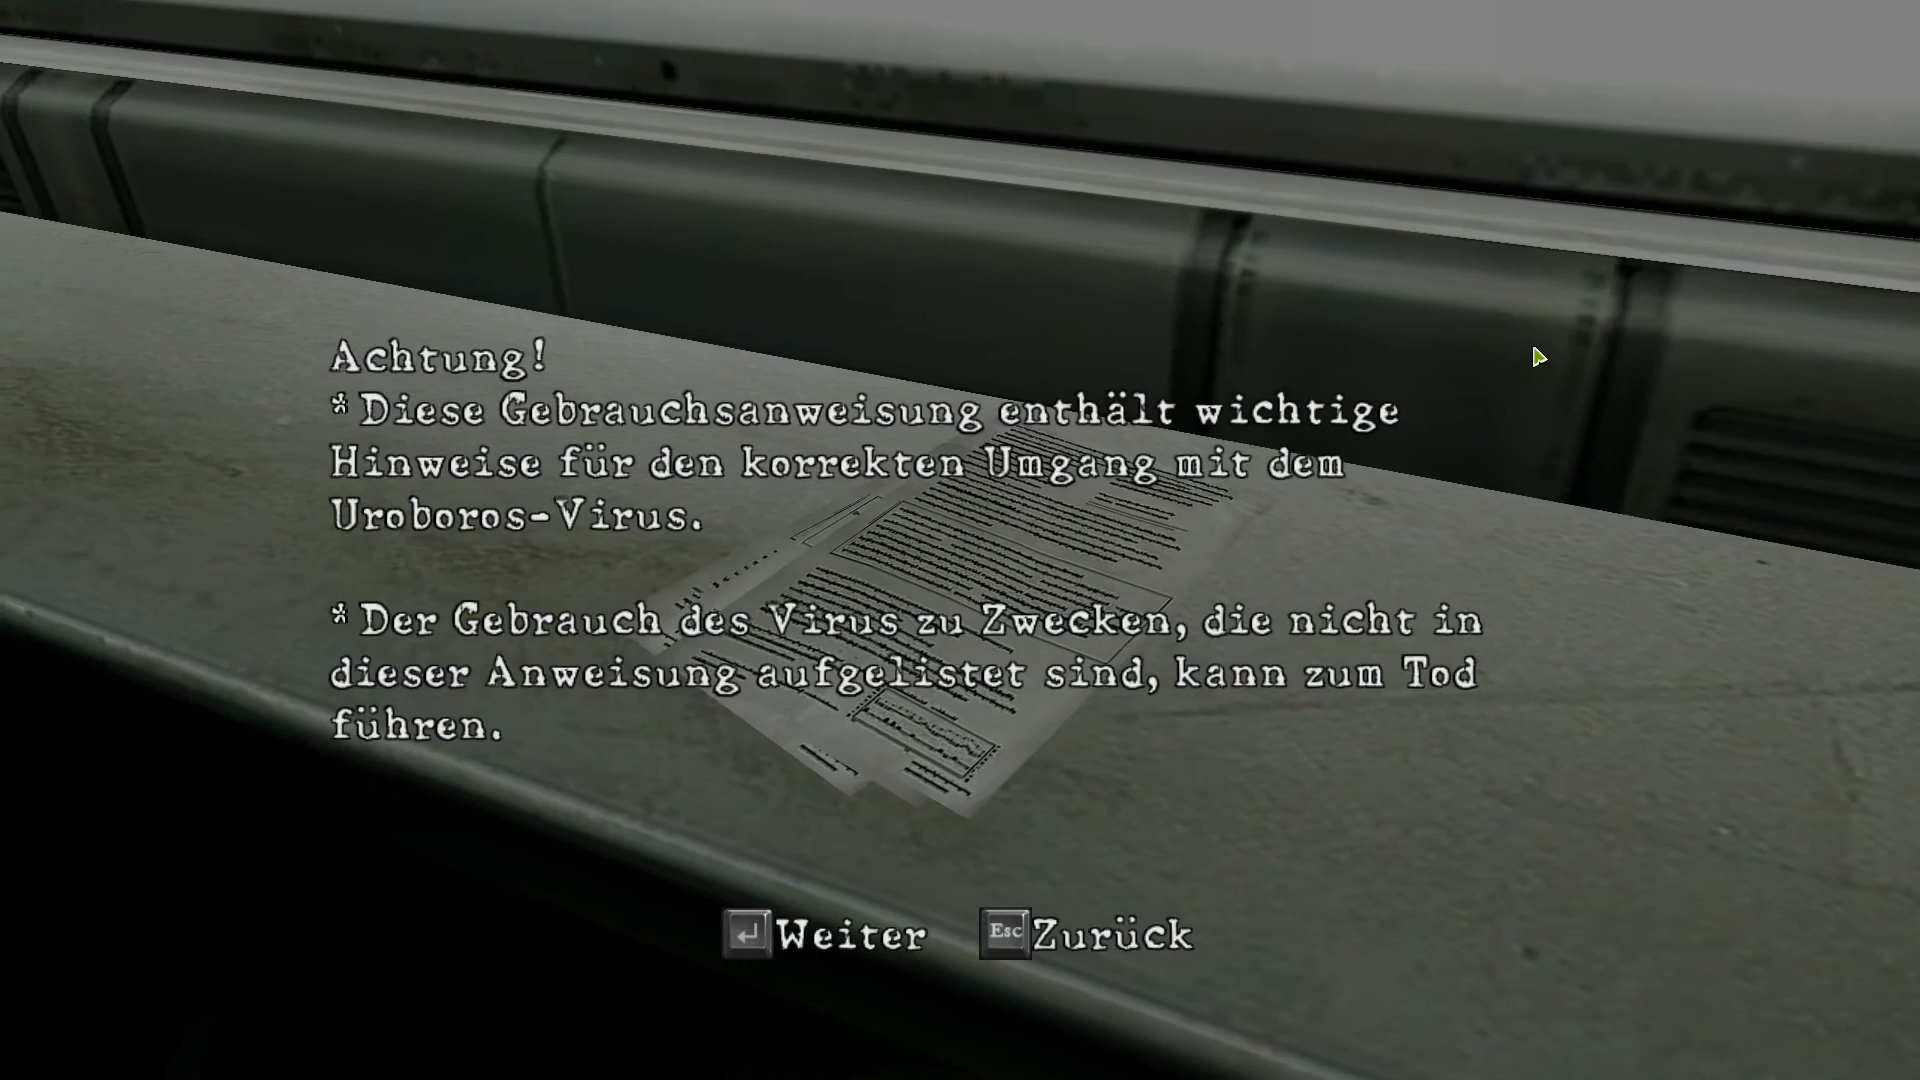 Achtung!
* Diese Gebrauchsanweisung enthält wichtige
Hinweise für den korrekten Umgang mit dem
Uroboros-Virus.
* Der Gebrauch des Virus zu Zwecken, die nicht in
dieser Anweisung aufgelistet sind, kann zum Tod
führen.
Weiter
Esc Zurück